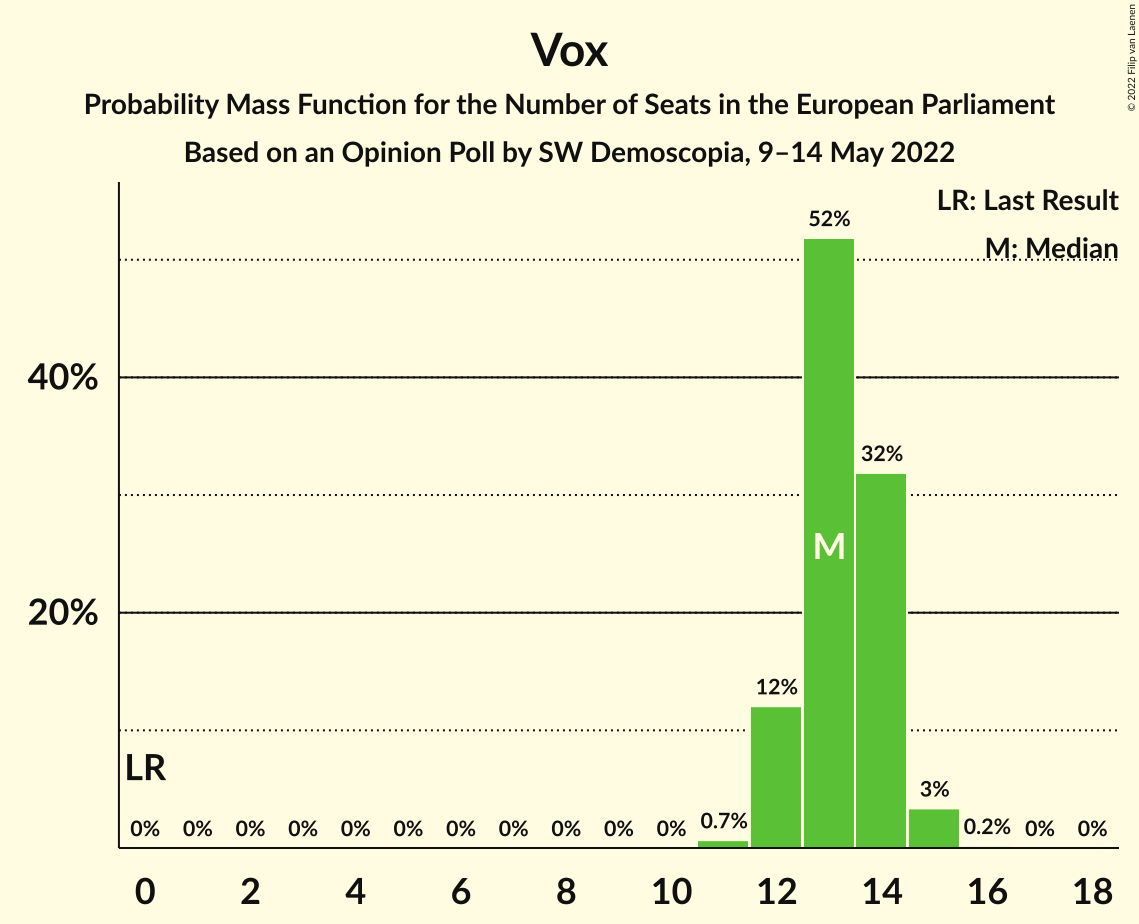 Vox
Probability Mass Function for the Number of Seats in the European Parliament
Based on an Opinion Poll by SW Demoscopia, 9–14 May 2022
© 2022 Filip van Laenen
LR: Last Result
M: Median
52%
40%
32%
M
20%
12%
LR
0% 0% 0% 0% 0% 0% 0% 0% 0% 0% 0% 0.7% 3% 0.2% 0% 0%
0 2 4 6 8 10 12 14 16 18